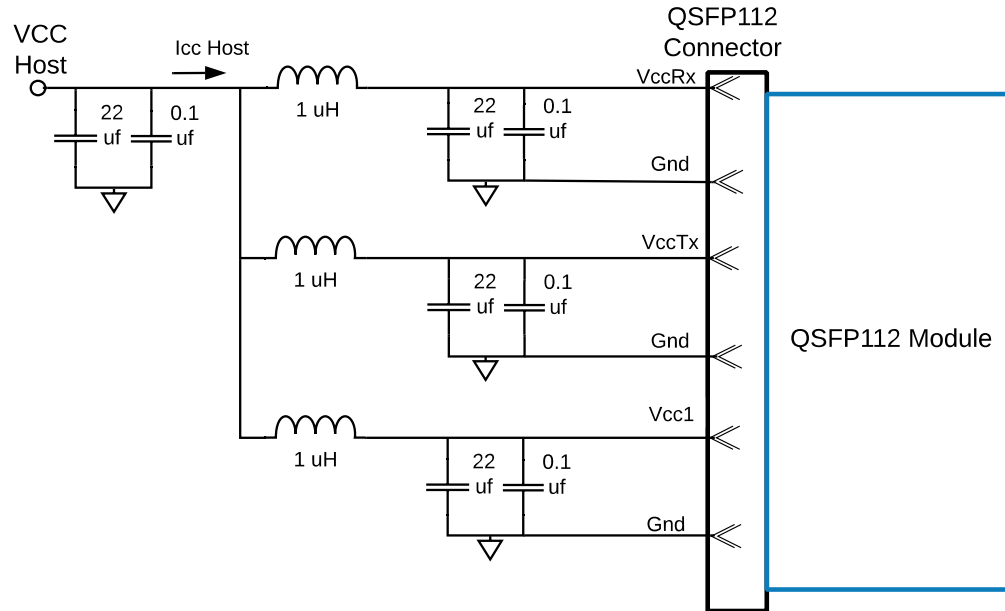 QSFP112
Connector
VCC
Host
Icc Host
VccRx
1 uH
22
uf
0.1
uf
22
uf
0.1
uf
Gnd
VccTx
1 uH
22
uf
0.1
uf
Gnd
QSFP112 Module
Vcc1
1 uH
22
uf
0.1
uf
Gnd